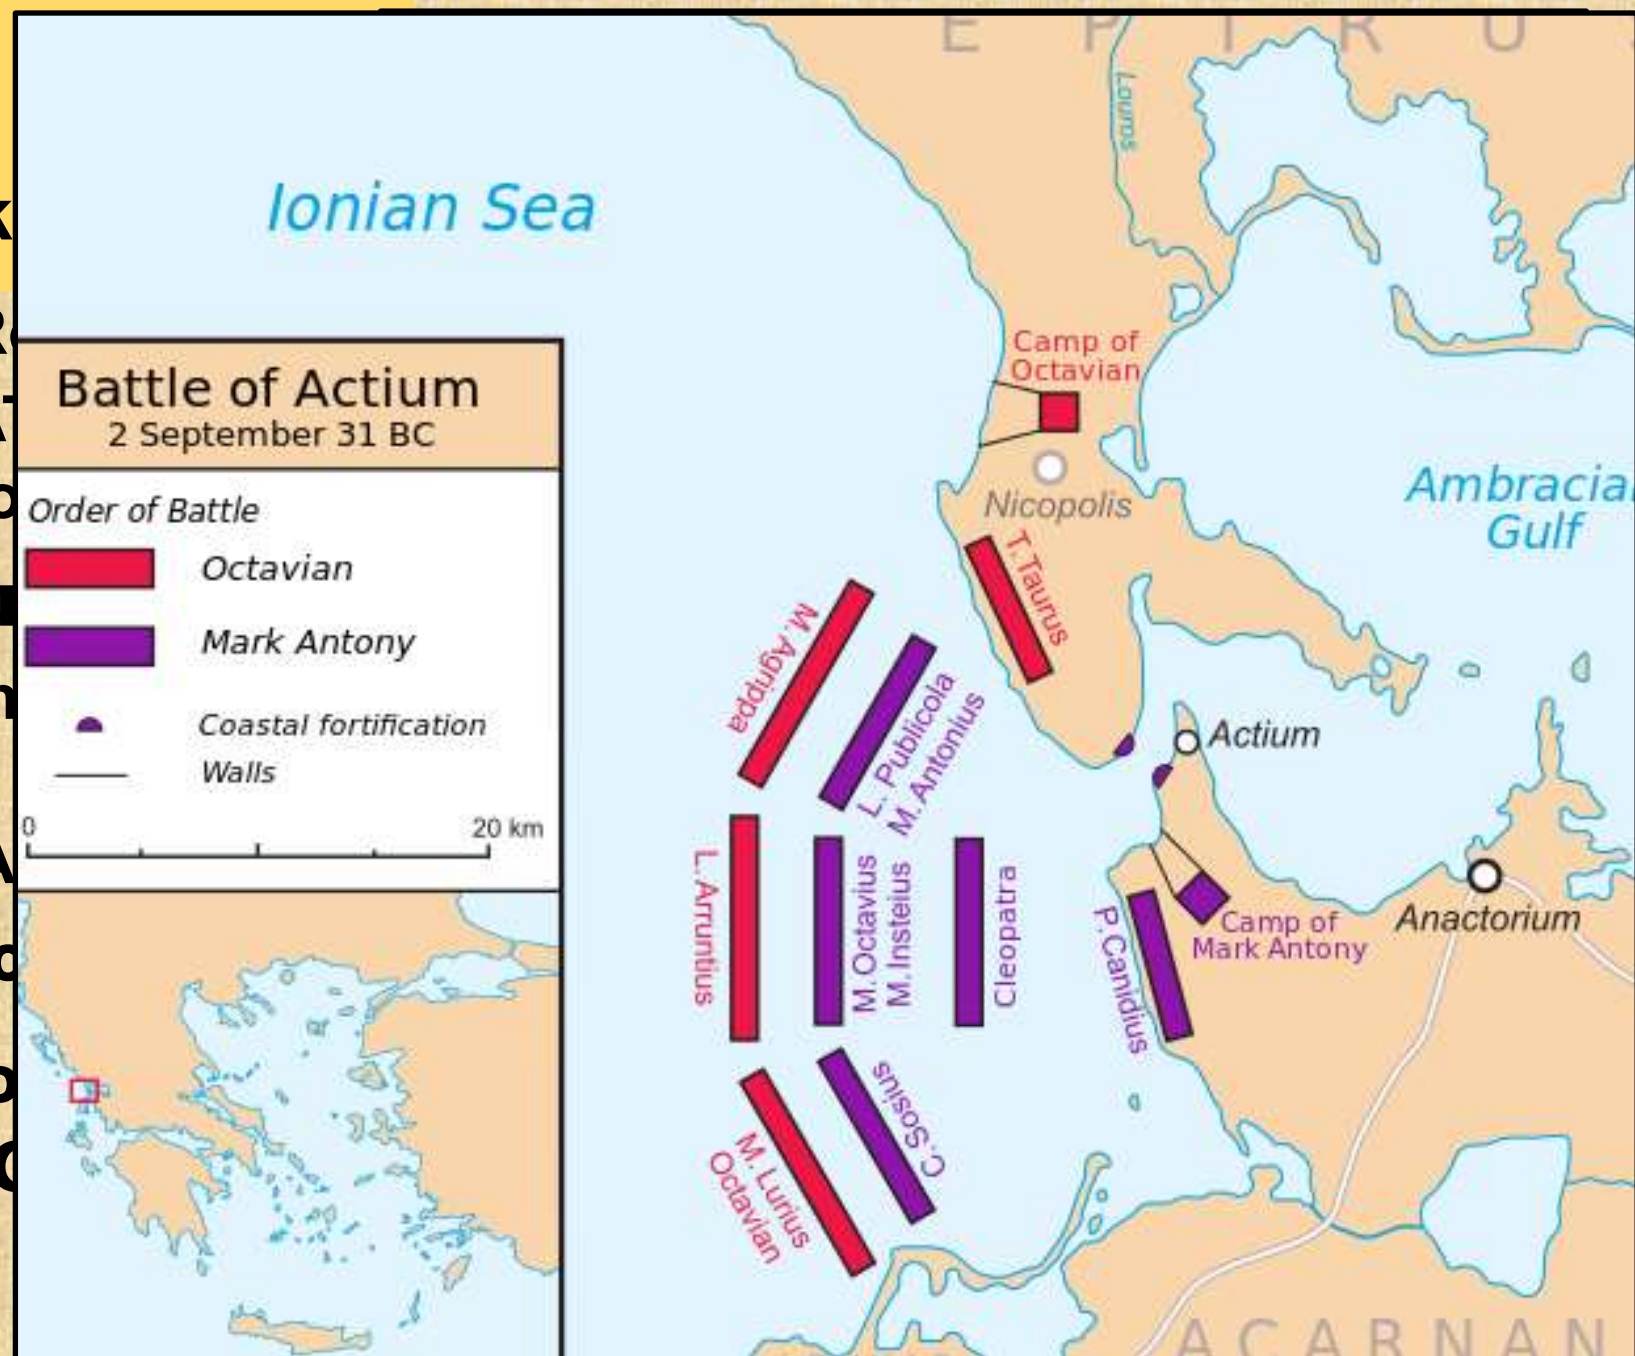 E P I R U
Louros
Ionian Sea
Camp of
Octavian
Battle of Actium
2 September 31 BC
Nicopolis
Order of Battle
Octavian
Mark Antony
Coastal fortification
Walls
0
20 km
T. Taurus
M. Agrippa
L. Publicola
M. Antonius
L. Arruntius
M. Octavius
M. Insteius
Cleopatra
M. Lurius
Octavian
C. Sosius
P. Canidius
Camp of
Mark Antony
Actium
Anactorium
Gulf